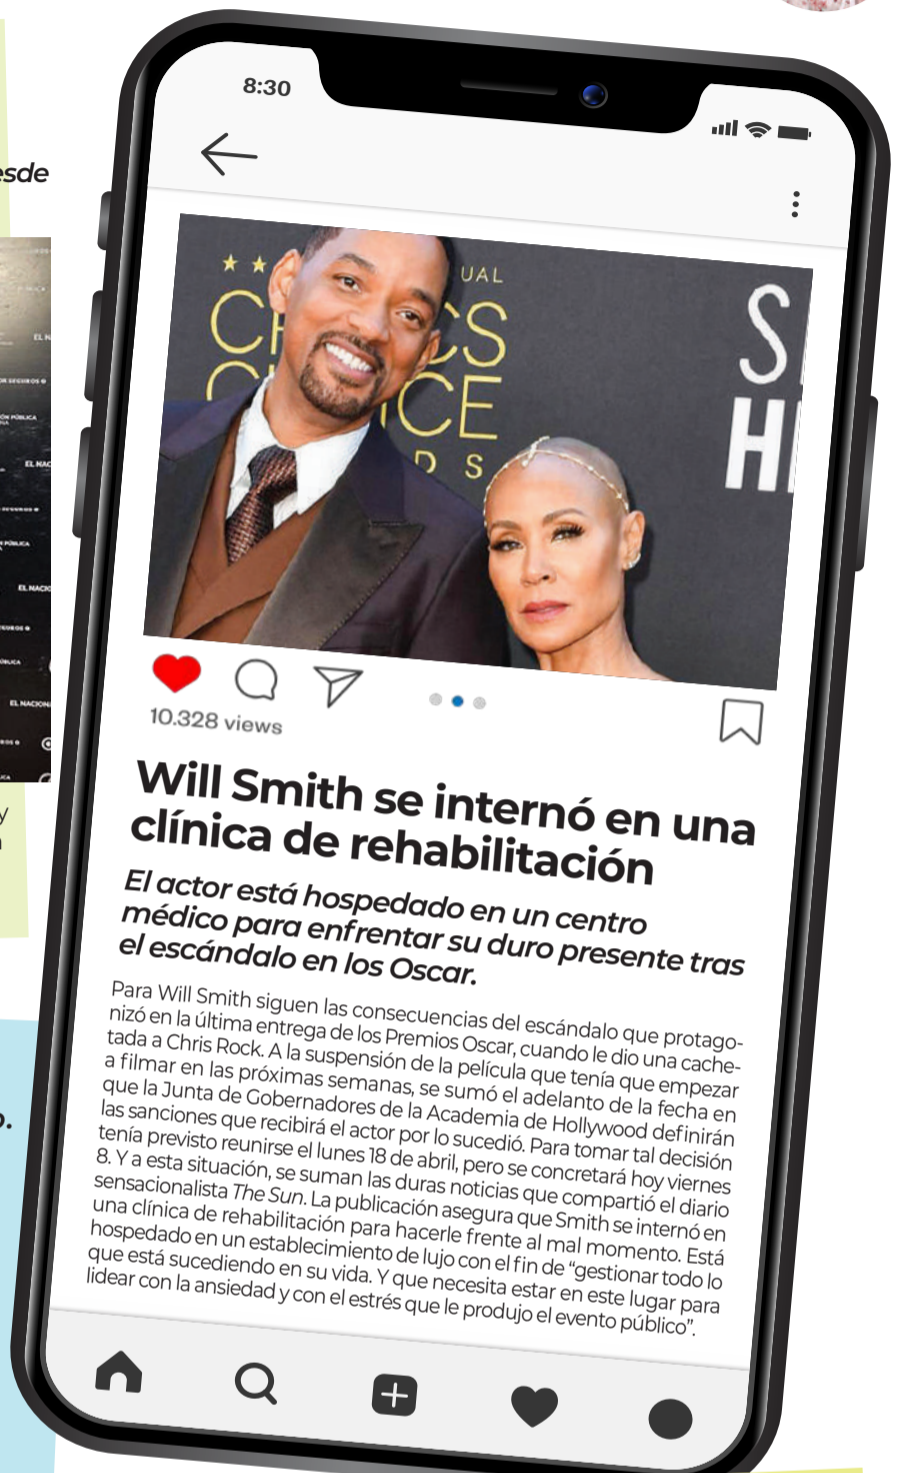 esde
8:30
UAL
S
H
D S
10.328 views
Will Smith se internó en una
clínica de rehabilitación
El actor está hospedado en un centro
médico para enfrentar su duro presente tras
el escándalo en los Oscar.
Para Will Smith siguen las consecuencias del escándalo que protago-
nizó en la última entrega de los Premios Oscar, cuando le dio una cache-
tada a Chris Rock. A la suspensión de la película que tenía que empezar
a filmar en las próximas semanas, se sumó el adelanto de la fecha en
que la Junta de Gobernadores de la Academia de Hollywood definirán
las sanciones que recibirá el actor por lo sucedió. Para tomar tal decisión
tenía previsto reunirse el lunes 18 de abril, pero se concretará hoy viernes
8. Y a esta situación, se suman las duras noticias que compartió el diario
sensacionalista The Sun. La publicación asegura que Smith se internó en
una clínica de rehabilitación para hacerle frente al mal momento. Está
hospedado en un establecimiento de lujo con el fin de “gestionar todo lo
que está sucediendo en su vida. Y que necesita estar en este lugar para
lidear con la ansiedad y con el estrés que le produjo el evento público”.